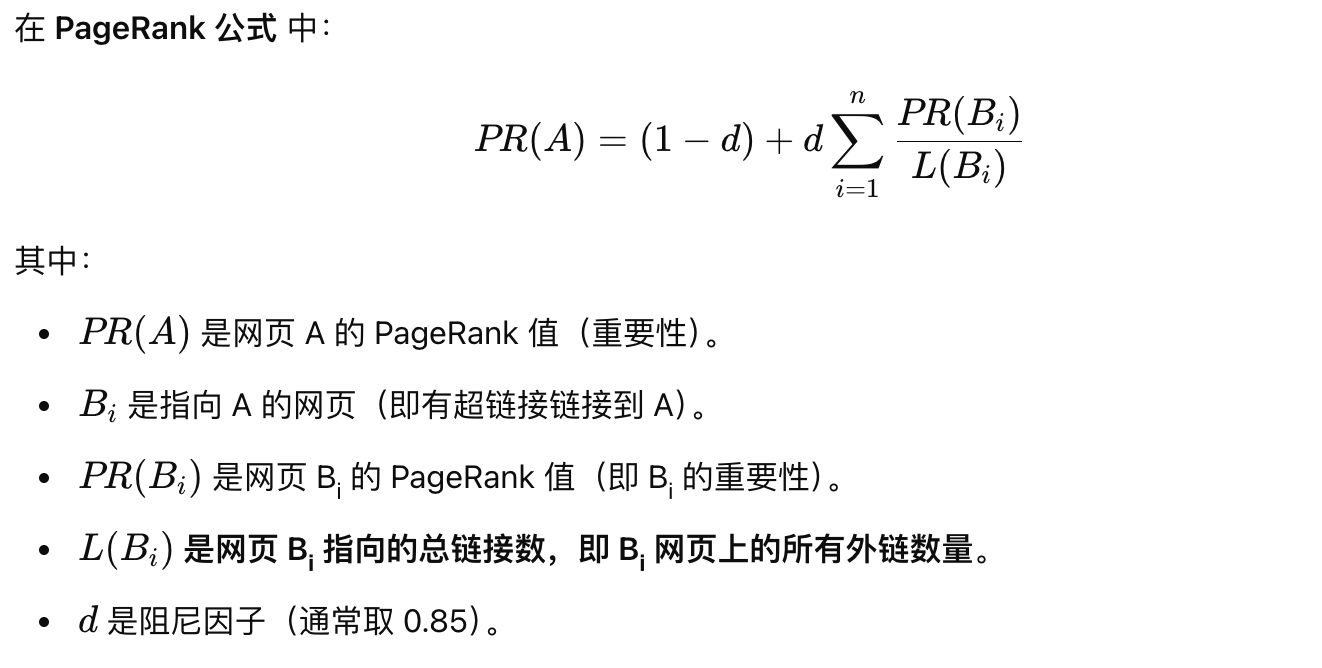 在 PageRank 公式 中：
PR(A) = (1 − d) + d \sum_{i=1}^{n} \frac{PR(B_i)}{L(B_i)}
其中：
• PR(A) 是网页 A 的 PageRank 值（重要性）。
• B_i 是指向 A 的网页（即有超链接链接到 A）。
• PR(B_i) 是网页 B_i 的 PageRank 值（即 B_i 的重要性）。
• L(B_i) 是网页 B_i 指向的总链接数，即 B_i 网页上的所有外链数量。
• d 是阻尼因子（通常取 0.85）。